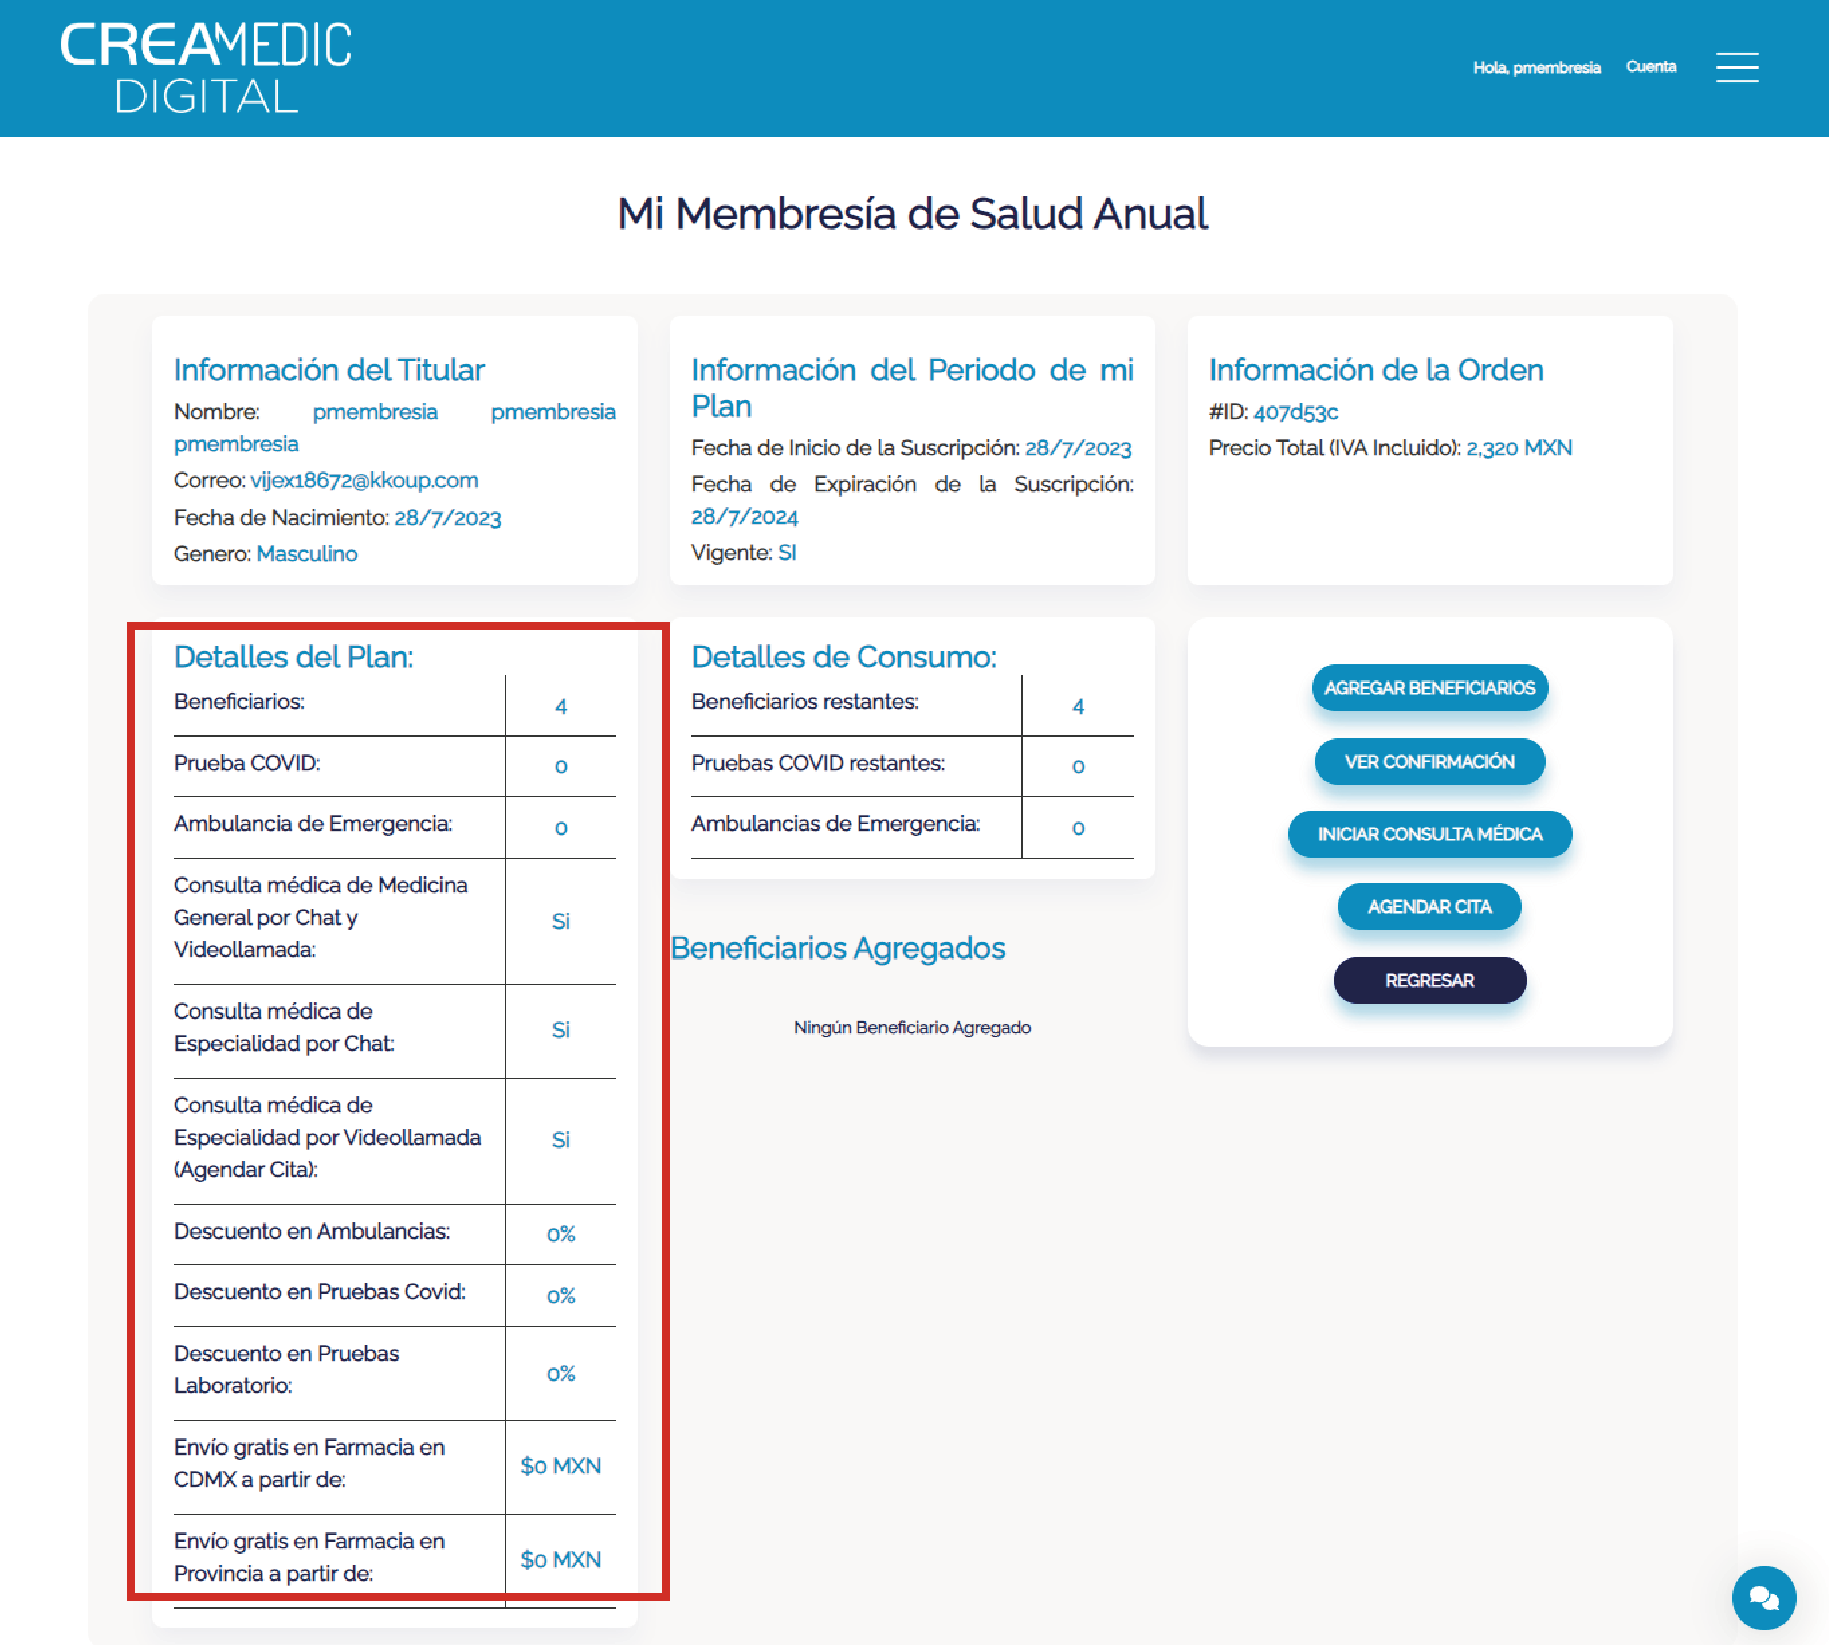 CREAMEDIC
DIGITAL
Hola, pmembresia
Cuenta
Mi Membresía de Salud Anual
Información del Titular
Nombre: pmembresia pmembresia
pmembresia
Correo: vijex18672@kkoup.com
Fecha de Nacimiento: 28/7/2023
Genero: Masculino
Información del Periodo de mi
Plan
Fecha de Inicio de la Suscripción: 28/7/2023
Fecha de Expiración de la Suscripción:
28/7/2024
Vigente: SI
Información de la Orden
#ID: 407d53c
Precio Total (IVA Incluido): 2,320 MXN
Detalles del Plan:
Beneficiarios: 4
Prueba COVID: 0
Ambulancia de Emergencia: 0
Consulta médica de Medicina
General por Chat y
Videollamada:
Si
Consulta médica de
Especialidad por Chat:
Si
Consulta médica de
Especialidad por Videollamada
(Agendar Cita):
Si
Descuento en Ambulancias: 0%
Descuento en Pruebas Covid: 0%
Descuento en Pruebas
Laboratorio:
0%
Envío gratis en Farmacia en
CDMX a partir de:
$0 MXN
Envío gratis en Farmacia en
Provincia a partir de:
$0 MXN
Detalles de Consumo:
Beneficiarios restantes: 4
Pruebas COVID restantes: 0
Ambulancias de Emergencia: 0
Beneficiarios Agregados
Ningún Beneficiario Agregado
AGREGAR BENEFICIARIOS
VER CONFIRMACIÓN
INICIAR CONSULTA MÉDICA
AGENDAR CITA
REGRESAR